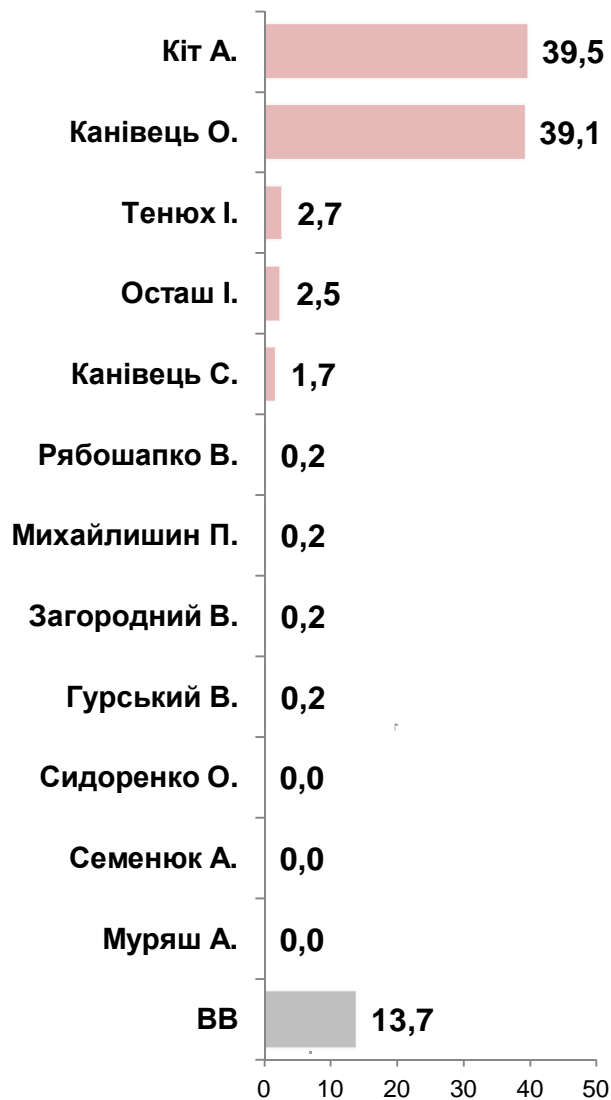 Кіт А. 39,5
Канівець О. 39,1
Тенюх І. 2,7
Осташ І. 2,5
Канівець С. 1,7
Рябошапко В. 0,2
Михайлишин П. 0,2
Загородний В. 0,2
Гурський В. 0,2
Сидоренко О. 0,0
Семенюк А. 0,0
Муряш А. 0,0
ВВ 13,7
0 10 20 30 40 50